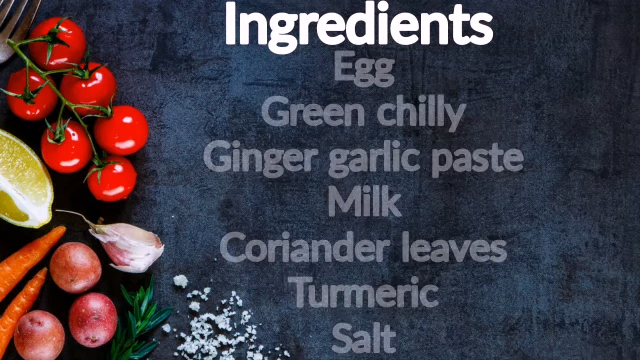 Ingredients
Egg
Green chilly
Ginger garlic paste
Milk
Coriander leaves
Turmeric
Salt